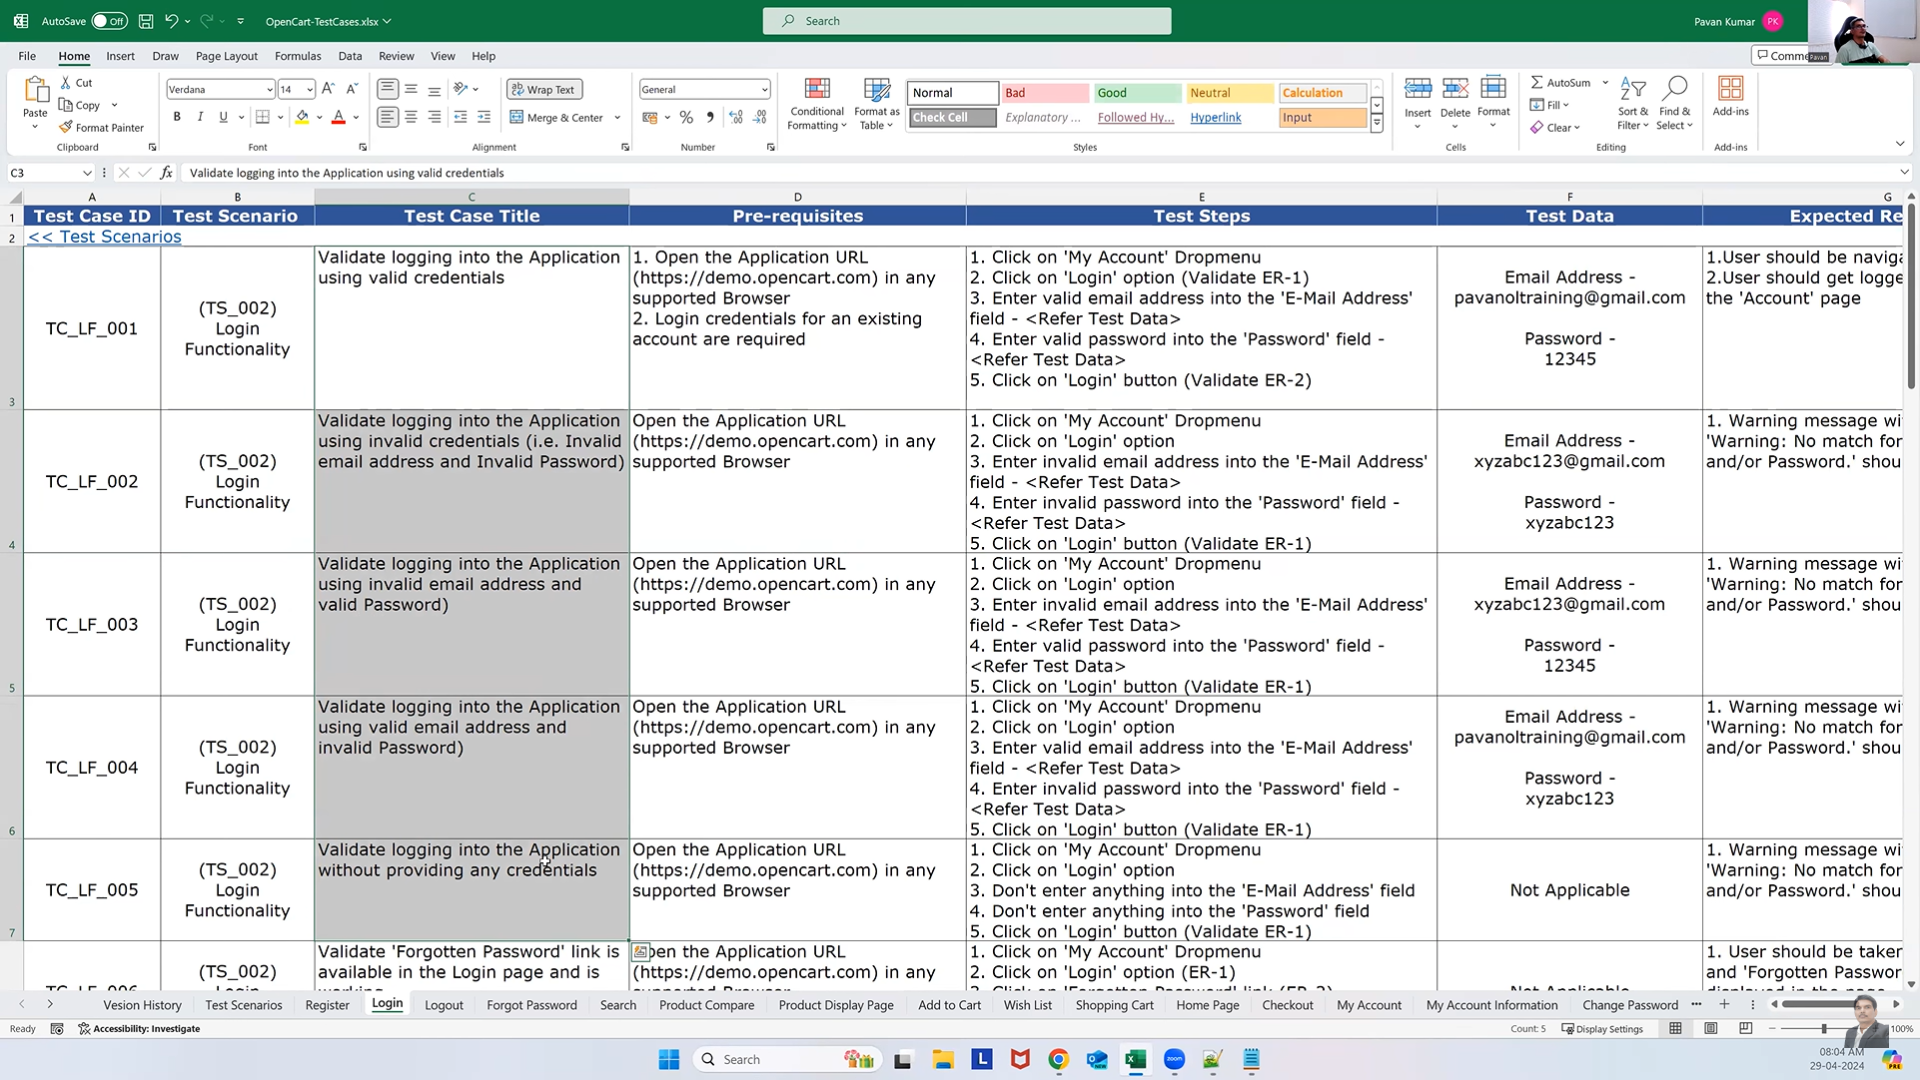 AutoSave Off OpenCart-TestCases.xlsx Search Pavan Kumar PK
Pavan
File Home Insert Draw Page Layout Formulas Data Review View Help
Paste Cut Copy Format Painter
Verdana 14 B I U
Wrap Text Merge & Center
General
Conditional Formatting Format as Table
Normal Bad Good Neutral Calculation
Check Cell Explanatory ... Followed Hy... Hyperlink Input
Insert Delete Format
AutoSum Fill Clear Sort & Filter Find & Select Add-ins
Clipboard Font Alignment Number Styles Cells Editing Add-ins
C3 fx Validate logging into the Application using valid credentials
A B C D E F G
1 Test Case ID Test Scenario Test Case Title Pre-requisites Test Steps Test Data Expected Re
2 << Test Scenarios
3
TC_LF_001
(TS_002)
Login
Functionality
Validate logging into the Application
using valid credentials
1. Open the Application URL
(https://demo.opencart.com) in any
supported Browser
2. Login credentials for an existing
account are required
1. Click on 'My Account' Dropmenu
2. Click on 'Login' option (Validate ER-1)
3. Enter valid email address into the 'E-Mail Address'
field - <Refer Test Data>
4. Enter valid password into the 'Password' field -
<Refer Test Data>
5. Click on 'Login' button (Validate ER-2)
Email Address -
pavanoltraining@gmail.com
Password -
12345
1.User should be naviga
2.User should get logge
the 'Account' page
4
TC_LF_002
(TS_002)
Login
Functionality
Validate logging into the Application
using invalid credentials (i.e. Invalid
email address and Invalid Password)
Open the Application URL
(https://demo.opencart.com) in any
supported Browser
1. Click on 'My Account' Dropmenu
2. Click on 'Login' option
3. Enter invalid email address into the 'E-Mail Address'
field - <Refer Test Data>
4. Enter invalid password into the 'Password' field -
<Refer Test Data>
5. Click on 'Login' button (Validate ER-1)
Email Address -
xyzabc123@gmail.com
Password -
xyzabc123
1. Warning message wi
'Warning: No match for
and/or Password.' shou
5
TC_LF_003
(TS_002)
Login
Functionality
Validate logging into the Application
using invalid email address and
valid Password)
Open the Application URL
(https://demo.opencart.com) in any
supported Browser
1. Click on 'My Account' Dropmenu
2. Click on 'Login' option
3. Enter invalid email address into the 'E-Mail Address'
field - <Refer Test Data>
4. Enter valid password into the 'Password' field -
<Refer Test Data>
5. Click on 'Login' button (Validate ER-1)
Email Address -
xyzabc123@gmail.com
Password -
12345
1. Warning message wi
'Warning: No match for
and/or Password.' shou
6
TC_LF_004
(TS_002)
Login
Functionality
Validate logging into the Application
using valid email address and
invalid Password)
Open the Application URL
(https://demo.opencart.com) in any
supported Browser
1. Click on 'My Account' Dropmenu
2. Click on 'Login' option
3. Enter valid email address into the 'E-Mail Address'
field - <Refer Test Data>
4. Enter invalid password into the 'Password' field -
<Refer Test Data>
5. Click on 'Login' button (Validate ER-1)
Email Address -
pavanoltraining@gmail.com
Password -
xyzabc123
1. Warning message wi
'Warning: No match for
and/or Password.' shou
7
TC_LF_005
(TS_002)
Login
Functionality
Validate logging into the Application
without providing any credentials
Open the Application URL
(https://demo.opencart.com) in any
supported Browser
1. Click on 'My Account' Dropmenu
2. Click on 'Login' option
3. Don't enter anything into the 'E-Mail Address' field
4. Don't enter anything into the 'Password' field
5. Click on 'Login' button (Validate ER-1)
Not Applicable
1. Warning message wi
'Warning: No match for
and/or Password.' shou
(TS_002)
Validate 'Forgotten Password' link is
available in the Login page and is
Open the Application URL
(https://demo.opencart.com) in any
1. Click on 'My Account' Dropmenu
2. Click on 'Login' option (ER-1)
1. User should be taken
and 'Forgotten Passwor
Vesion History Test Scenarios Register Login Logout Forgot Password Search Product Compare Product Display Page Add to Cart Wish List Shopping Cart Home Page Checkout My Account My Account Information Change Password
Ready Accessibility: Investigate Count: 5 Display Settings 100%
Search
08:04 AM
29-04-2024